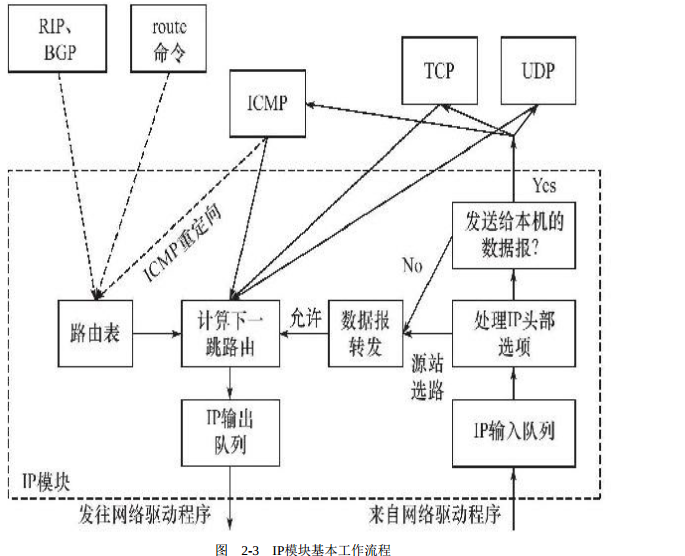 RIP、
BGP
route
命令
ICMP
TCP
UDP
Yes
发送给本机的
数据报？
ICMP重定向
No
路由表
计算下一
跳路由
允许
数据报
转发
处理IP头部
选项
源站
选路
IP输出
队列
IP输入队列
IP模块
发往网络驱动程序
来自网络驱动程序
图 2-3 IP模块基本工作流程